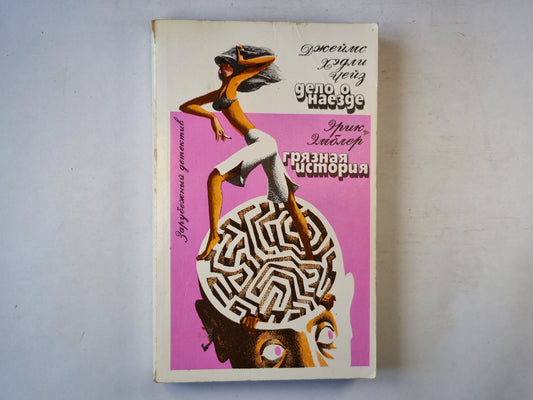 Джеймс
Хэдли
Чейз
дело о
наезде
Эрик
Эмблер
грязная
история
Зарубежный детектив